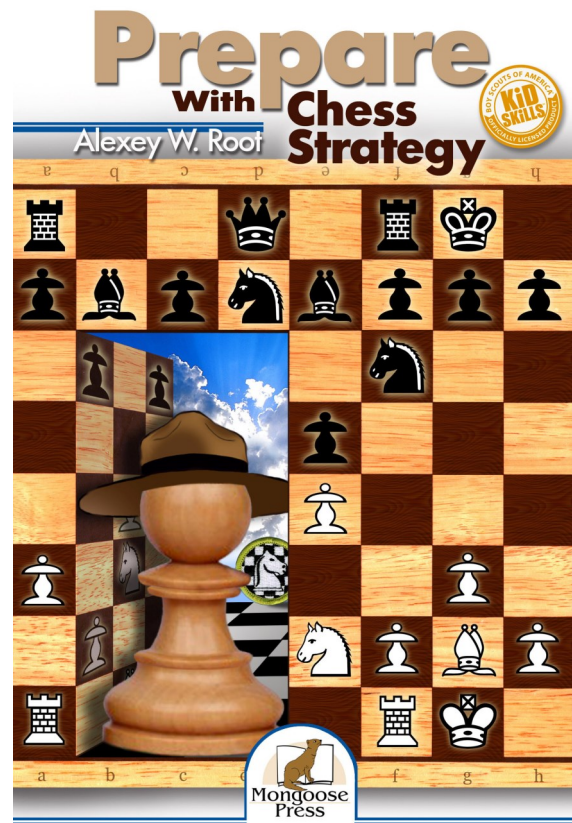 Prepare
With Chess
Alexey W. Root Strategy
BOY SCOUTS OF AMERICA
KiD
SKILLS
OFFICIALLY LICENSED PRODUCT
a b c d e f g h
a b c f g h
Mongoose
Press